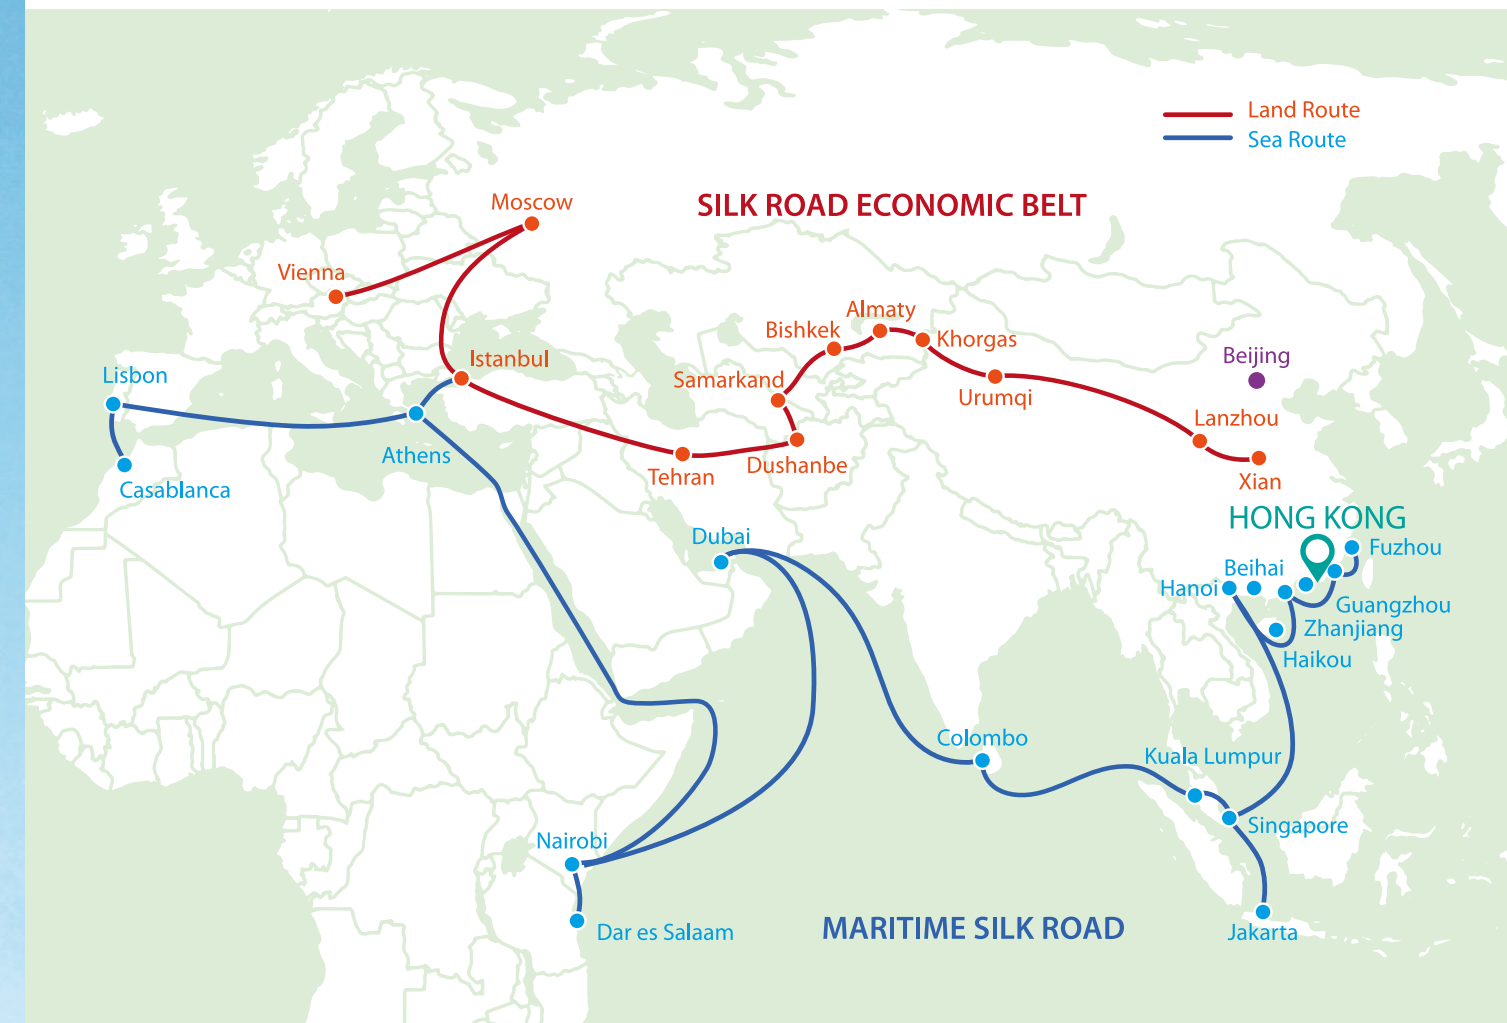 Land Route
Sea Route
SILK ROAD ECONOMIC BELT
Moscow
Vienna
Almaty
Bishkek
Khorgas
Istanbul
Beijing
Lisbon
Samarkand
Urumqi
Lanzhou
Athens
Tehran
Dushanbe
Casablanca
Xian
HONG KONG
Dubai
Fuzhou
Beihai
Hanoi
Guangzhou
Zhanjiang
Haikou
Colombo
Kuala Lumpur
Singapore
Nairobi
MARITIME SILK ROAD
Dar es Salaam
Jakarta